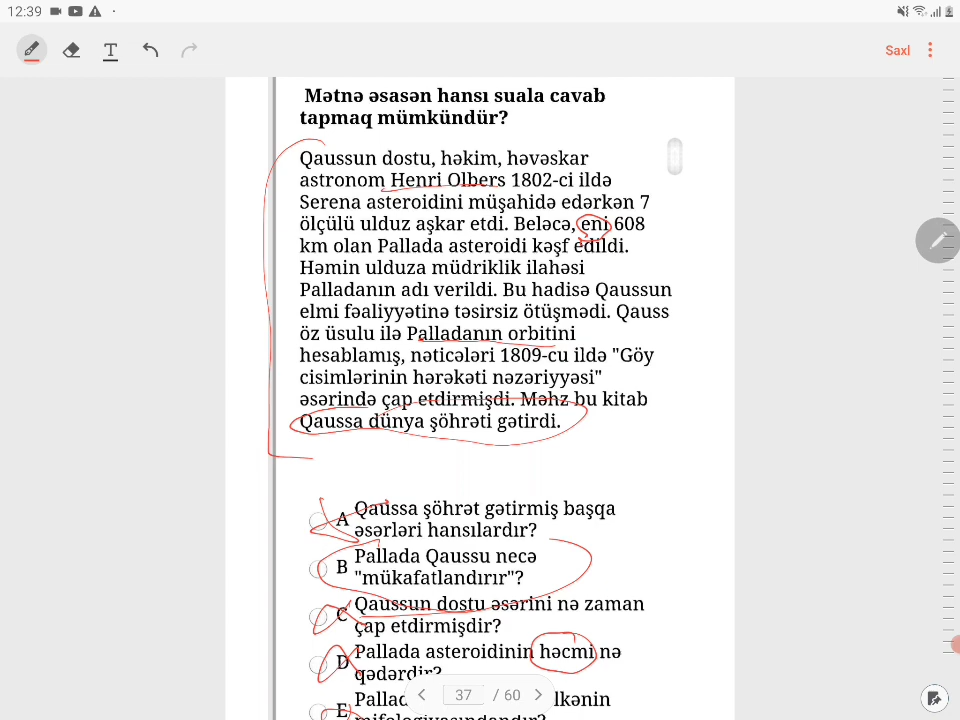 12:39
Saxl
Mətnə əsasən hansı suala cavab
tapmaq mümkündür?
Qaussun dostu, həkim, həvəskar
astronom Henri Olbers 1802-ci ildə
Serena asteroidini müşahidə edərkən 7
ölçülü ulduz aşkar etdi. Beləcə, eni 608
km olan Pallada asteroidi kəşf edildi.
Həmin ulduza müdriklik ilahəsi
Palladanın adı verildi. Bu hadisə Qaussun
elmi fəaliyyətinə təsirsiz ötüşmədi. Qauss
öz üsulu ilə Palladanın orbitini
hesablamış, nəticələri 1809-cu ildə "Göy
cisimlərinin hərəkəti nəzəriyyəsi"
əsərində çap etdirmişdi. Məhz bu kitab
Qaussa dünya şöhrəti gətirdi.
A Qaussa şöhrət gətirmiş başqa
əsərləri hansılardır?
B Pallada Qaussu necə
"mükafatlandırır"?
C Qaussun dostu əsərini nə zaman
çap etdirmişdir?
D Pallada asteroidinin həcmi nə
qədərdir?
E Pallad lkənin
mifologiyasındandır?
37 / 60